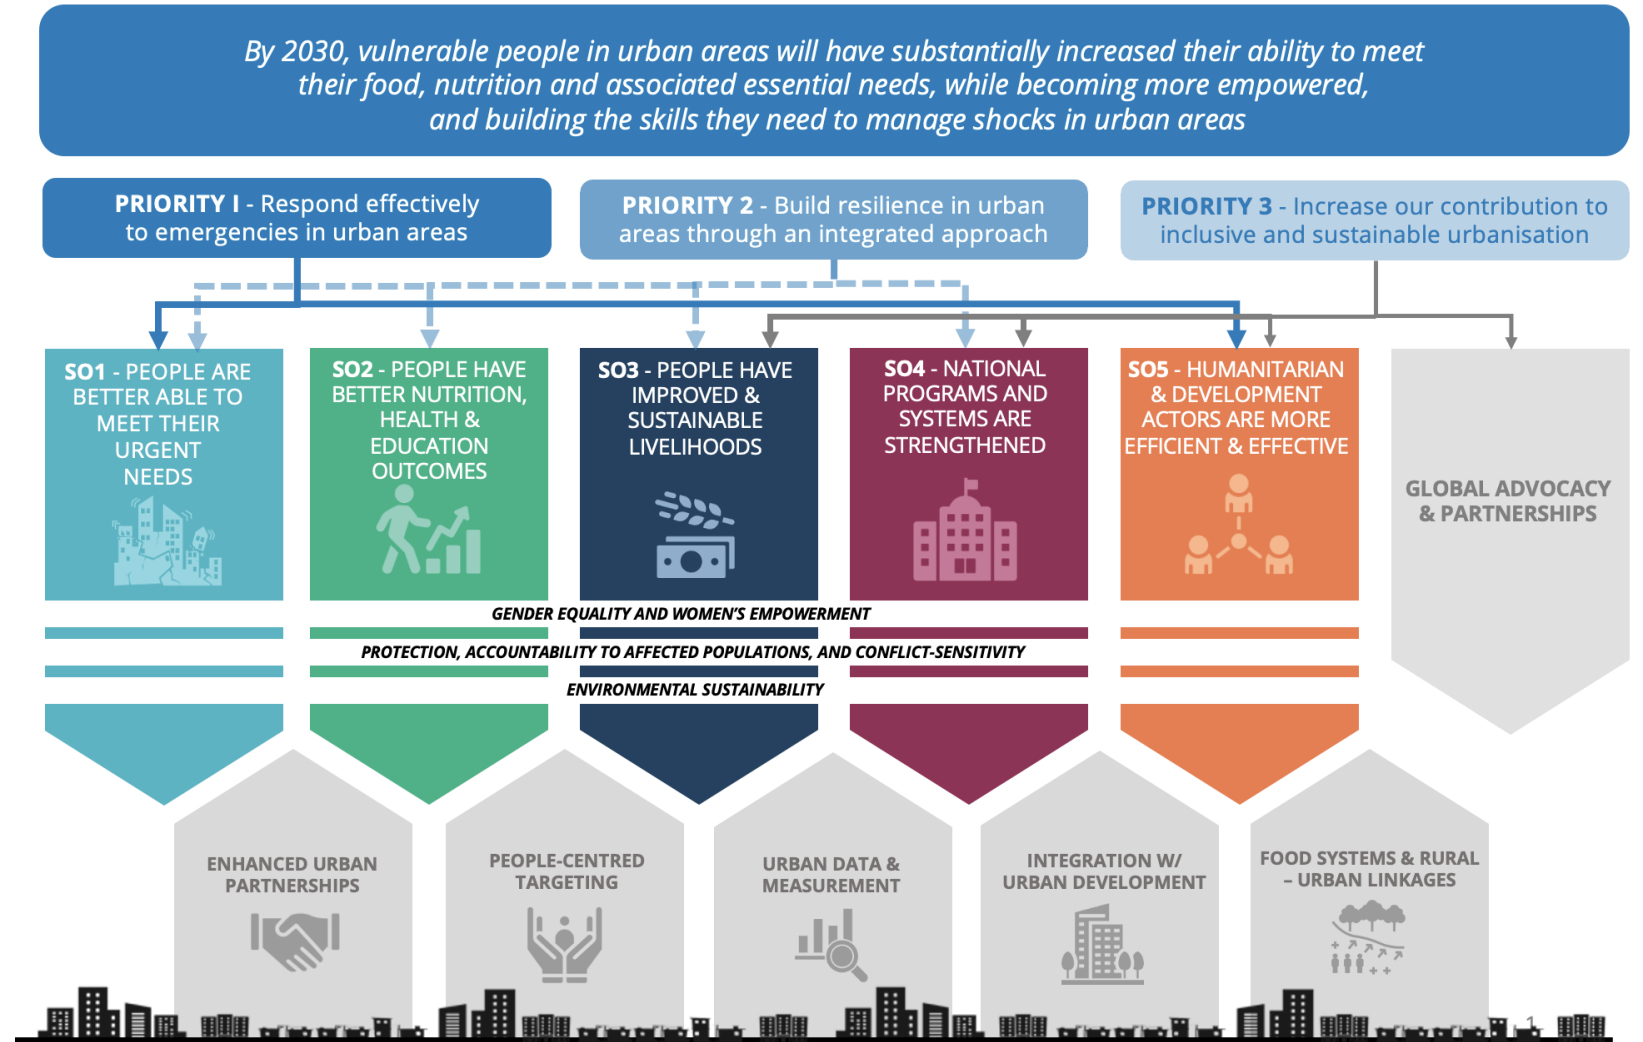 By 2030, vulnerable people in urban areas will have substantially increased their ability to meet
their food, nutrition and associated essential needs, while becoming more empowered,
and building the skills they need to manage shocks in urban areas
PRIORITY I - Respond effectively
to emergencies in urban areas
PRIORITY 2 - Build resilience in urban
areas through an integrated approach
PRIORITY 3 - Increase our contribution to
inclusive and sustainable urbanisation
SO1 - PEOPLE ARE
BETTER ABLE TO
MEET THEIR
URGENT
NEEDS
SO2 - PEOPLE HAVE
BETTER NUTRITION,
HEALTH &
EDUCATION
OUTCOMES
SO3 - PEOPLE HAVE
IMPROVED &
SUSTAINABLE
LIVELIHOODS
SO4 - NATIONAL
PROGRAMS AND
SYSTEMS ARE
STRENGTHENED
SO5 - HUMANITARIAN
& DEVELOPMENT
ACTORS ARE MORE
EFFICIENT & EFFECTIVE
GLOBAL ADVOCACY
& PARTNERSHIPS
GENDER EQUALITY AND WOMEN'S EMPOWERMENT
PROTECTION, ACCOUNTABILITY TO AFFECTED POPULATIONS, AND CONFLICT-SENSITIVITY
ENVIRONMENTAL SUSTAINABILITY
ENHANCED URBAN
PARTNERSHIPS
PEOPLE-CENTRED
TARGETING
URBAN DATA &
MEASUREMENT
INTEGRATION W/
URBAN DEVELOPMENT
FOOD SYSTEMS & RURAL
– URBAN LINKAGES
1